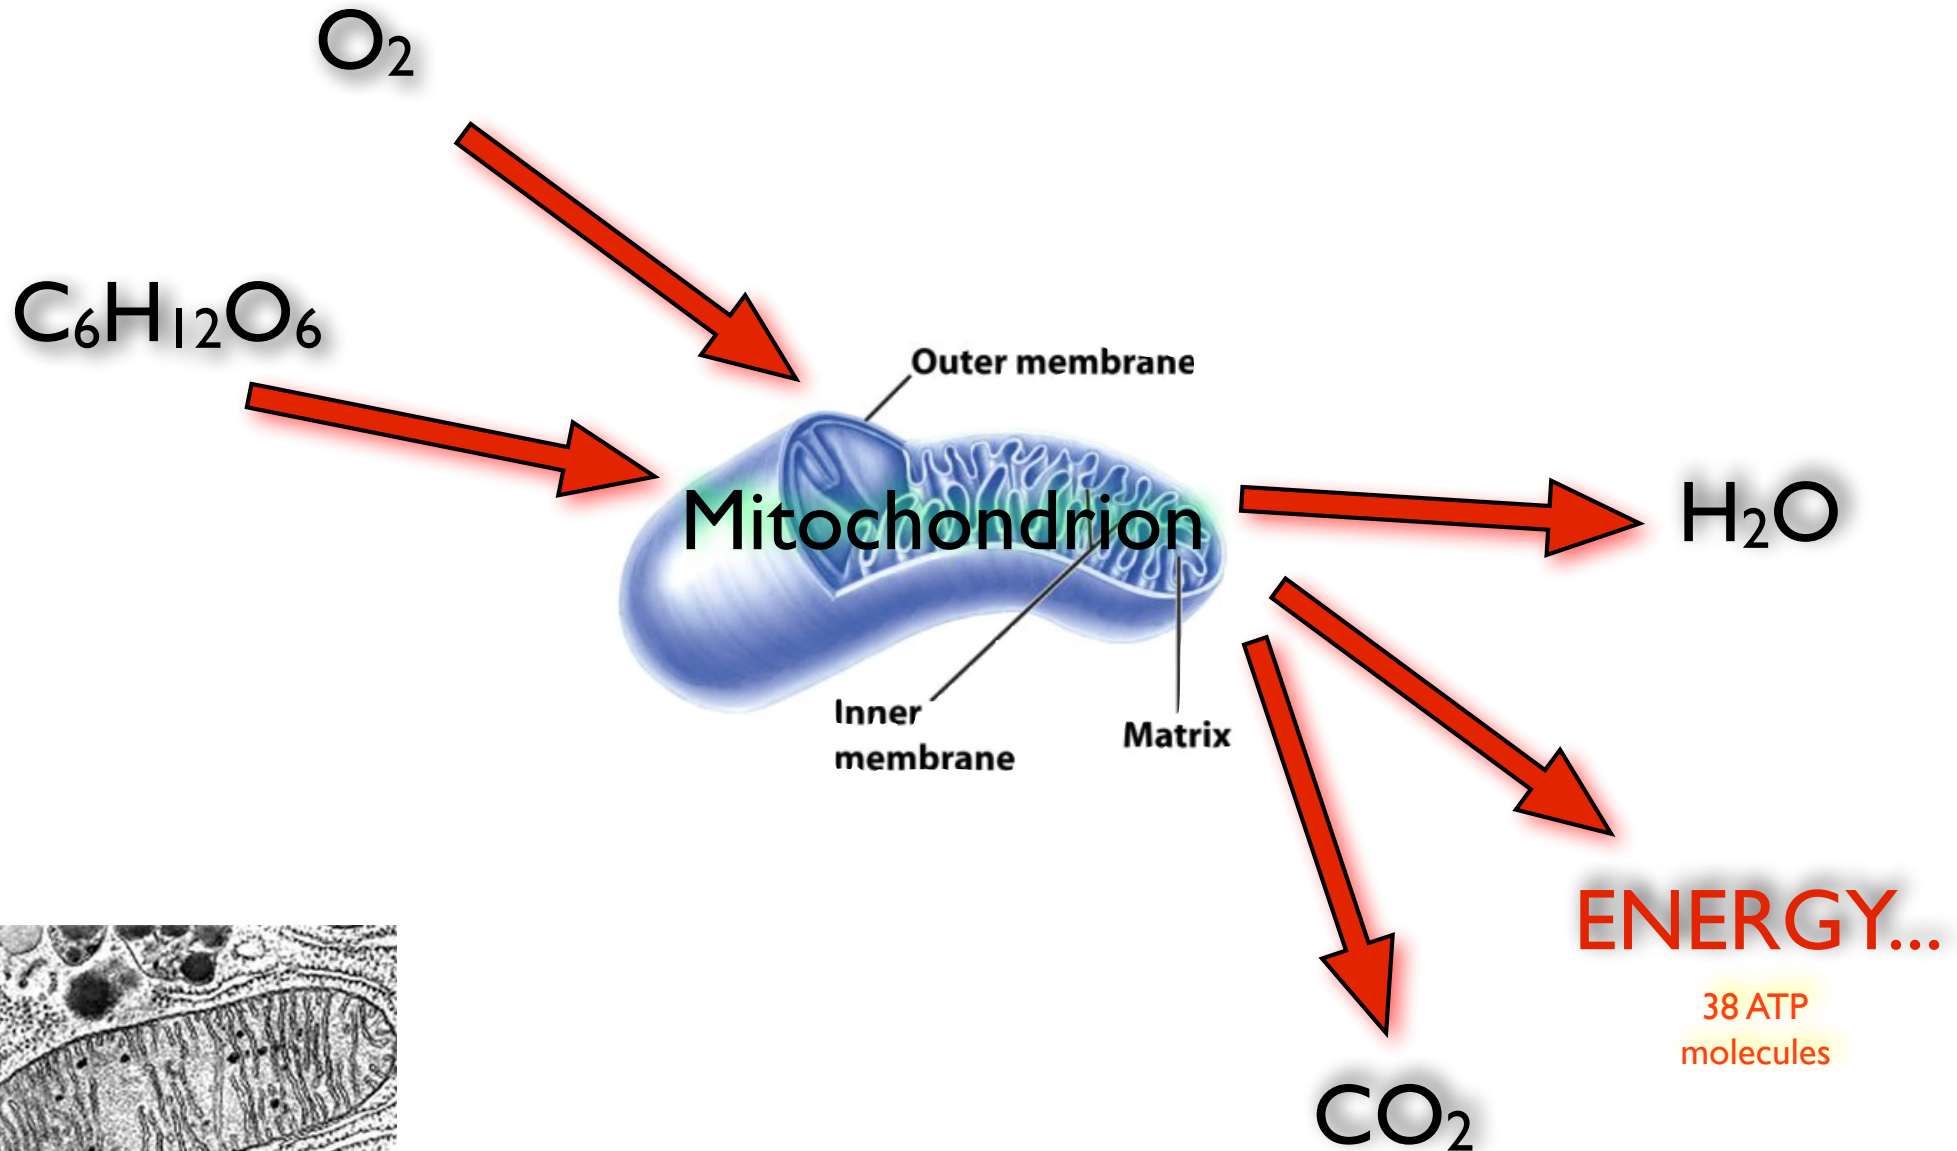 O₂
C₆H₁₂O₆
Outer membrane
Mitochondrion
H₂O
Inner
membrane
Matrix
ENERGY...
38 ATP
molecules
CO₂